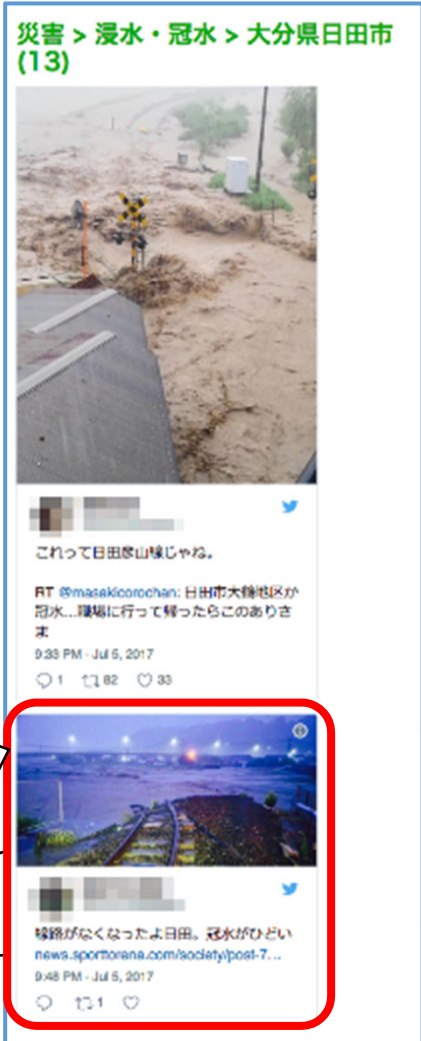 災害 > 浸水・冠水 > 大分県日田市
(13)
これって日田彦山線じゃね。
RT @masakicorochan: 日田市大鶴地区が
冠水...職場に行って帰ったらこのありさ
ま
9:33 PM - Jul 5, 2017
1 82 33
線路がなくなったよ日田。冠水がひどい
news.sporttorena.com/society/post-7...
9:48 PM - Jul 5, 2017
1